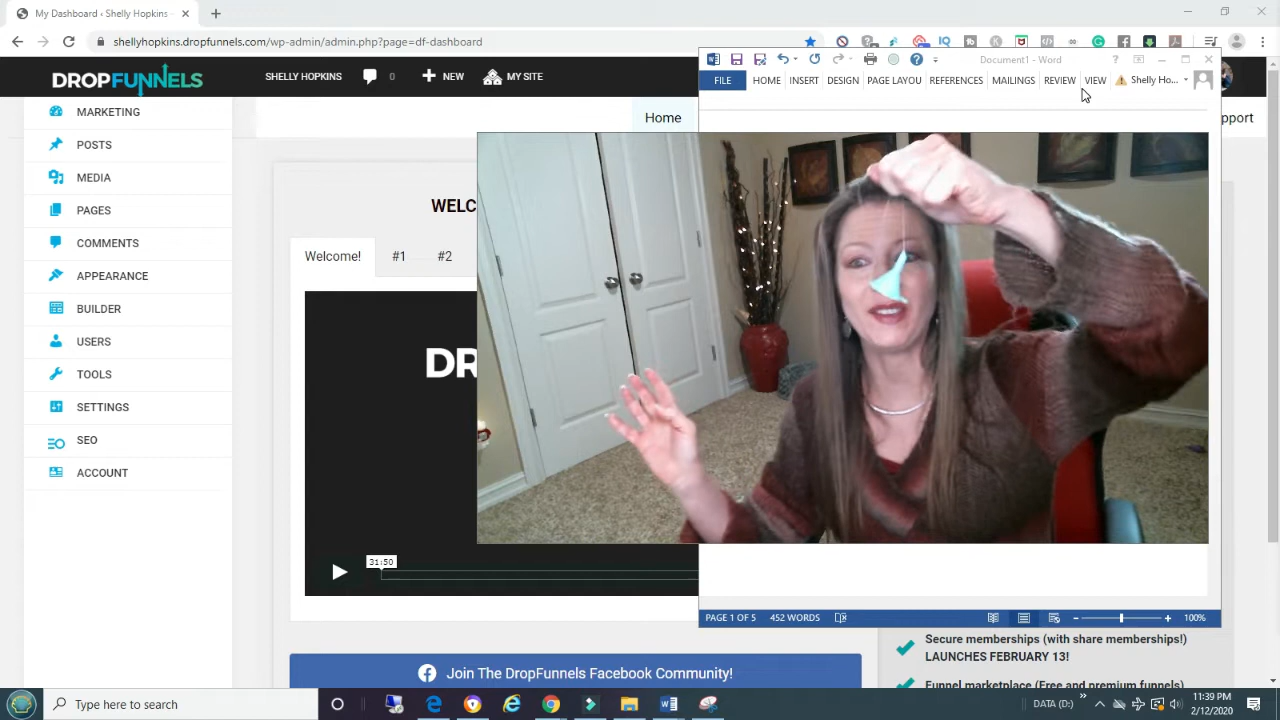 My Dashboard ‹ Shelly Hopkins -
shellyhopkins.dropfunnels.com/wp-admin/admin.php?page=df-dashboard
DROPFUNNELS
SHELLY HOPKINS
0
NEW
MY SITE
Document1 - Word
FILE
HOME
INSERT
DESIGN
PAGE LAYOU
REFERENCES
MAILINGS
REVIEW
VIEW
Shelly Ho...
MARKETING
POSTS
MEDIA
PAGES
COMMENTS
APPEARANCE
BUILDER
USERS
TOOLS
SETTINGS
SEO
ACCOUNT
Home
pport
WELC
Welcome!
#1
#2
DR
31:50
PAGE 1 OF 5
452 WORDS
100%
Secure memberships (with share memberships!)
LAUNCHES FEBRUARY 13!
Funnel marketplace (Free and premium funnels)
Join The DropFunnels Facebook Community!
Type here to search
DATA (D:)
11:39 PM
2/12/2020